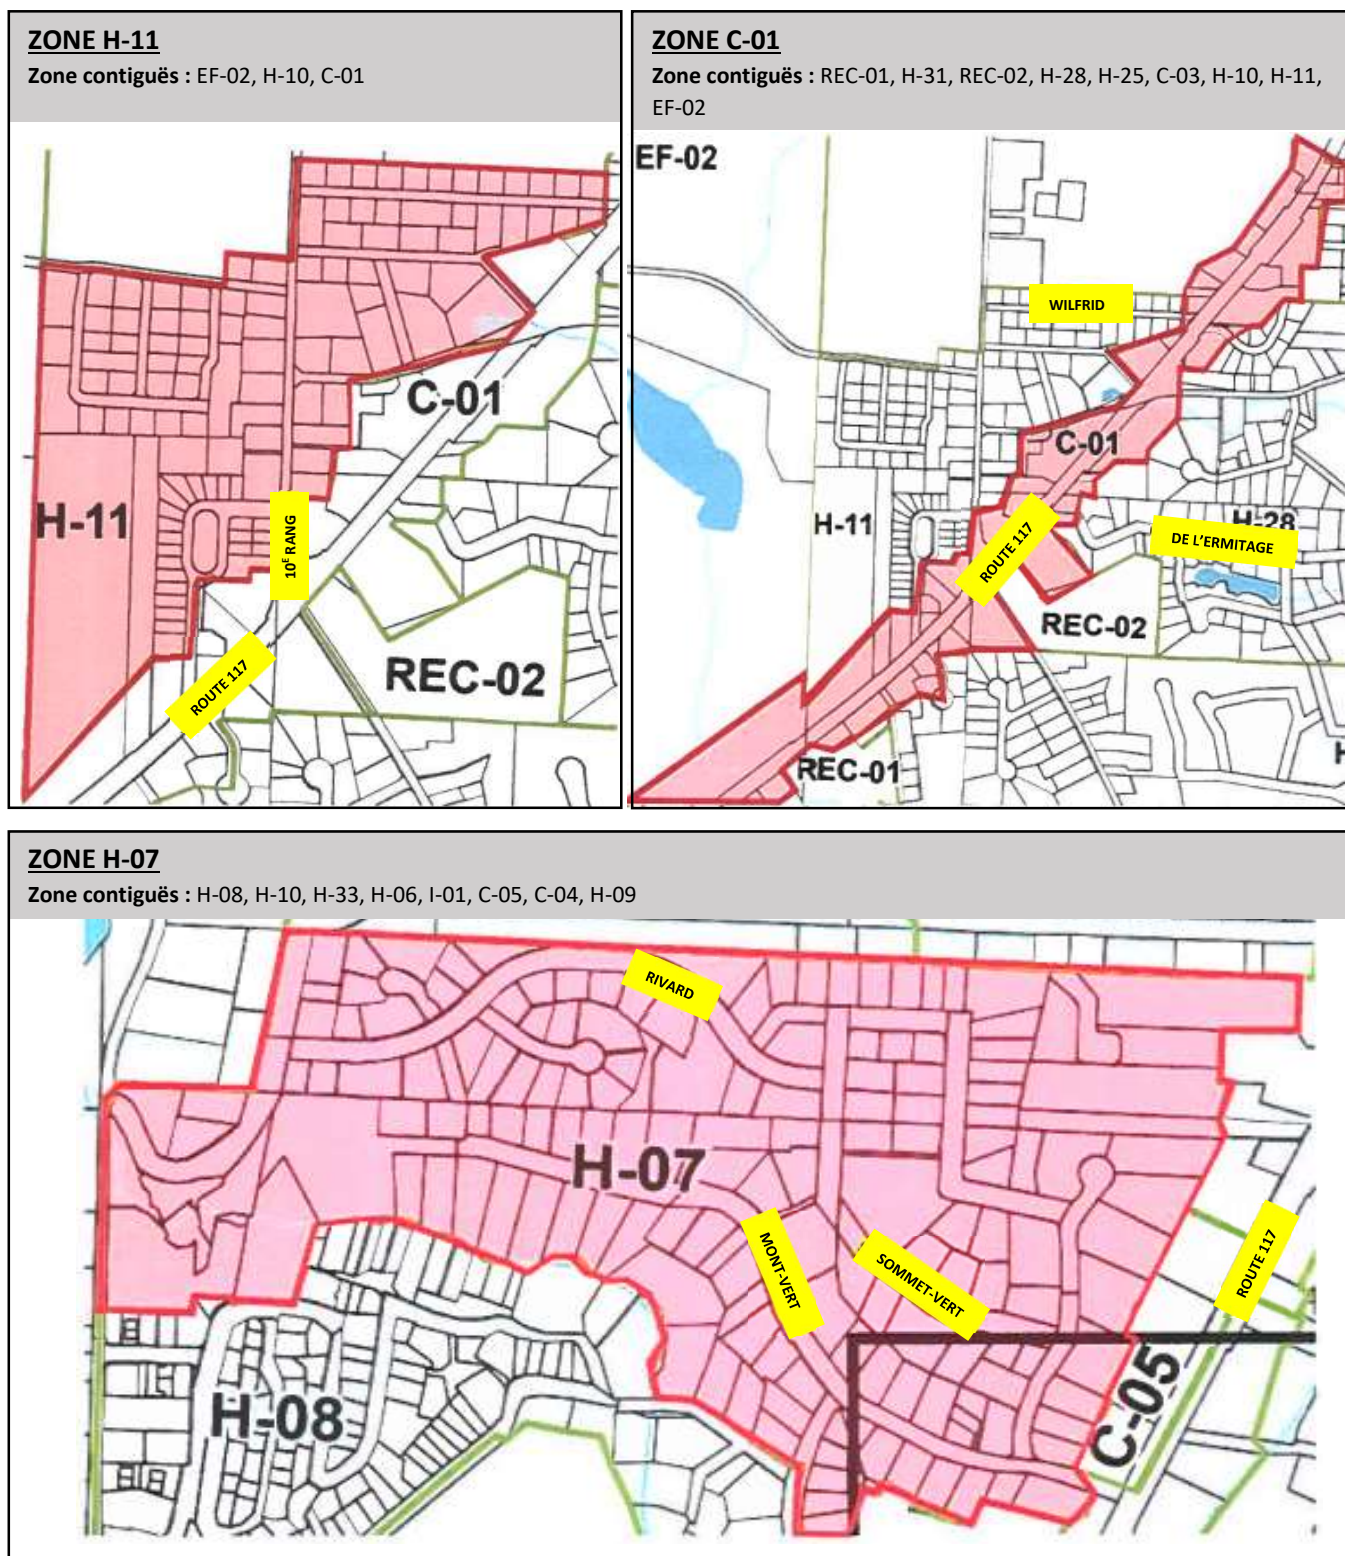 ZONE H-11
Zone contiguës : EF-02, H-10, C-01
C-01
H-11
10E RANG
REC-02
ROUTE 117
ZONE C-01
Zone contiguës : REC-01, H-31, REC-02, H-28, H-25, C-03, H-10, H-11,
EF-02
EF-02
WILFRID
C-01
H-11
H-28
DE L'ERMITAGE
ROUTE 117
REC-02
REC-01
H
ZONE H-07
Zone contiguës : H-08, H-10, H-33, H-06, I-01, C-05, C-04, H-09
RIVARD
H-07
MONT-VERT
SOMMET-VERT
ROUTE 117
H-08
C-05